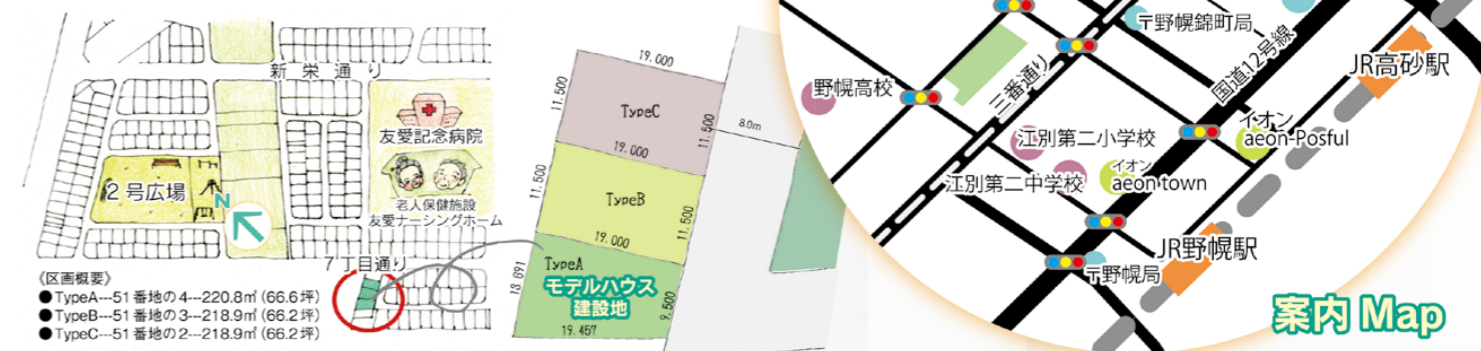 新栄通り
友愛記念病院
2号広場
N
老人保健施設
友愛ナーシングホーム
7丁目通り
《区画概要》
●TypeA---51番地の4---220.8㎡(66.6坪)
●TypeB---51番地の3---218.9㎡(66.2坪)
●TypeC---51番地の2---218.9㎡(66.2坪)
19.000
11.500
TypeC
11.500
8.0m
19.000
11.500
TypeB
11.500
19.000
TypeA
モデルハウス
建設地
9.500
19.457
〒野幌錦町局
国道12号線
JR高砂駅
野幌高校
三番通り
イオン
aeon-Posful
江別第二小学校
江別第二中学校
イオン
aeon town
JR野幌駅
〒野幌局
案内 Map